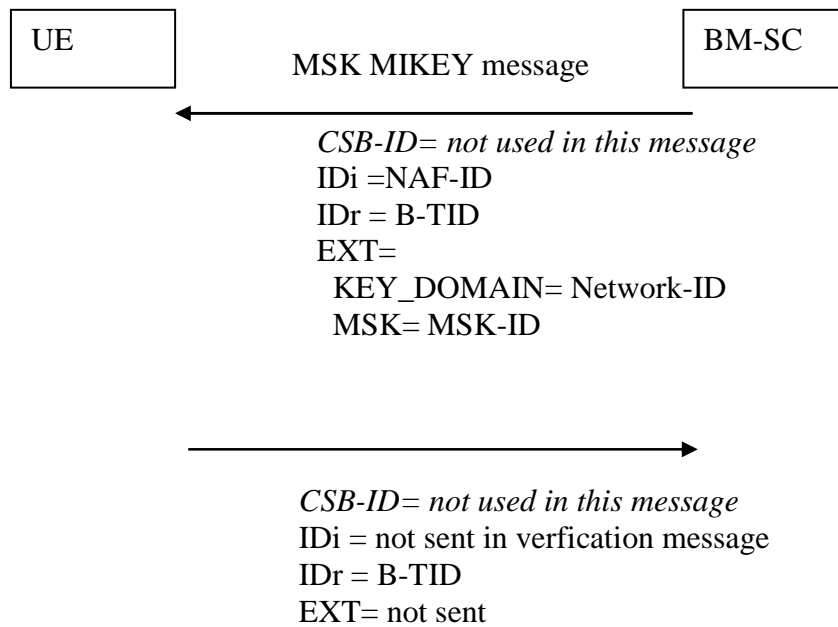 UE
BM-SC
MSK MIKEY message
CSB-ID= not used in this message
IDi =NAF-ID
IDr = B-TID
EXT=
KEY_DOMAIN= Network-ID
MSK= MSK-ID
CSB-ID= not used in this message
IDi = not sent in verfication message
IDr = B-TID
EXT= not sent